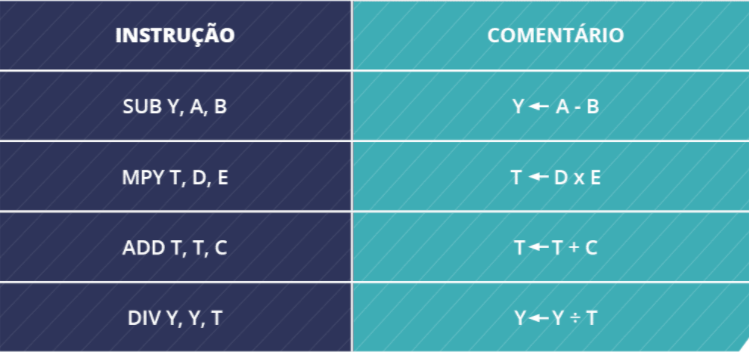 INSTRUÇÃO COMENTÁRIO
SUB Y, A, B Y ← A - B
MPY T, D, E T ← D x E
ADD T, T, C T ← T + C
DIV Y, Y, T Y ← Y ÷ T